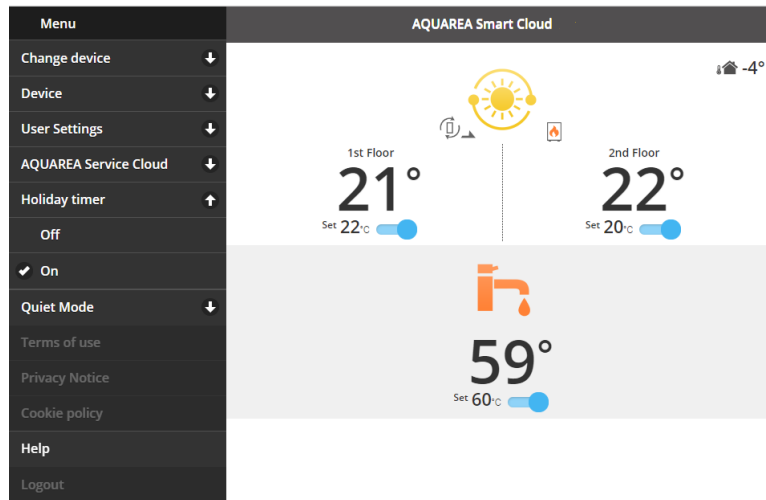 Menu
AQUAREA Smart Cloud
Change device
Device
User Settings
AQUAREA Service Cloud
Holiday timer
Off
On
Quiet Mode
Terms of use
Privacy Notice
Cookie policy
Help
Logout
-4°
1st Floor
21°
Set 22°C
2nd Floor
22°
Set 20°C
59°
Set 60°C